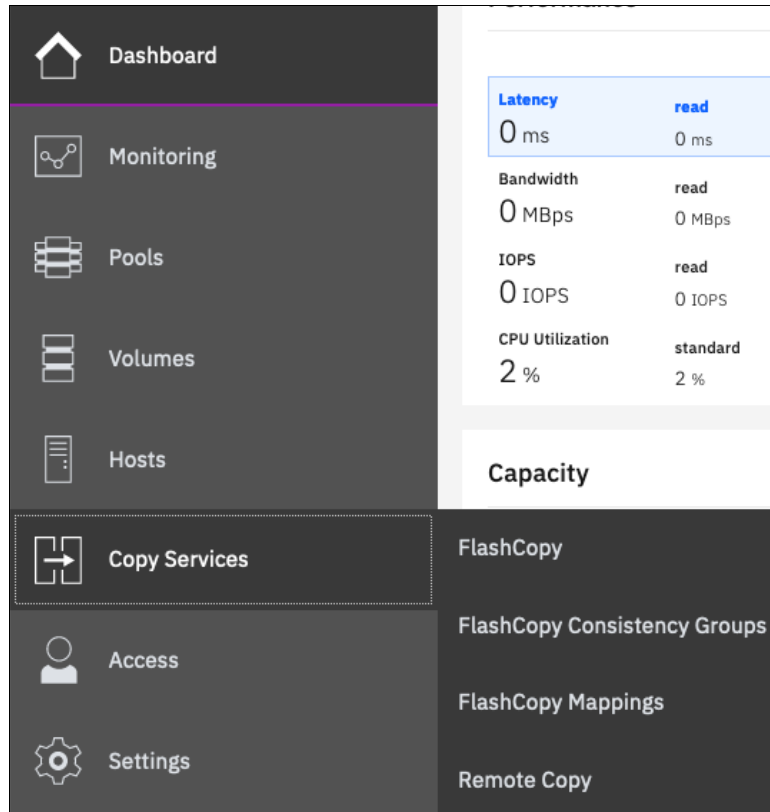 Performance
Dashboard
Monitoring
Pools
Volumes
Hosts
Copy Services
Access
Settings
Latency read
0 ms 0 ms
Bandwidth read
0 MBps 0 MBps
IOPS read
0 IOPS 0 IOPS
CPU Utilization standard
2 % 2 %
Capacity
FlashCopy
FlashCopy Consistency Groups
FlashCopy Mappings
Remote Copy